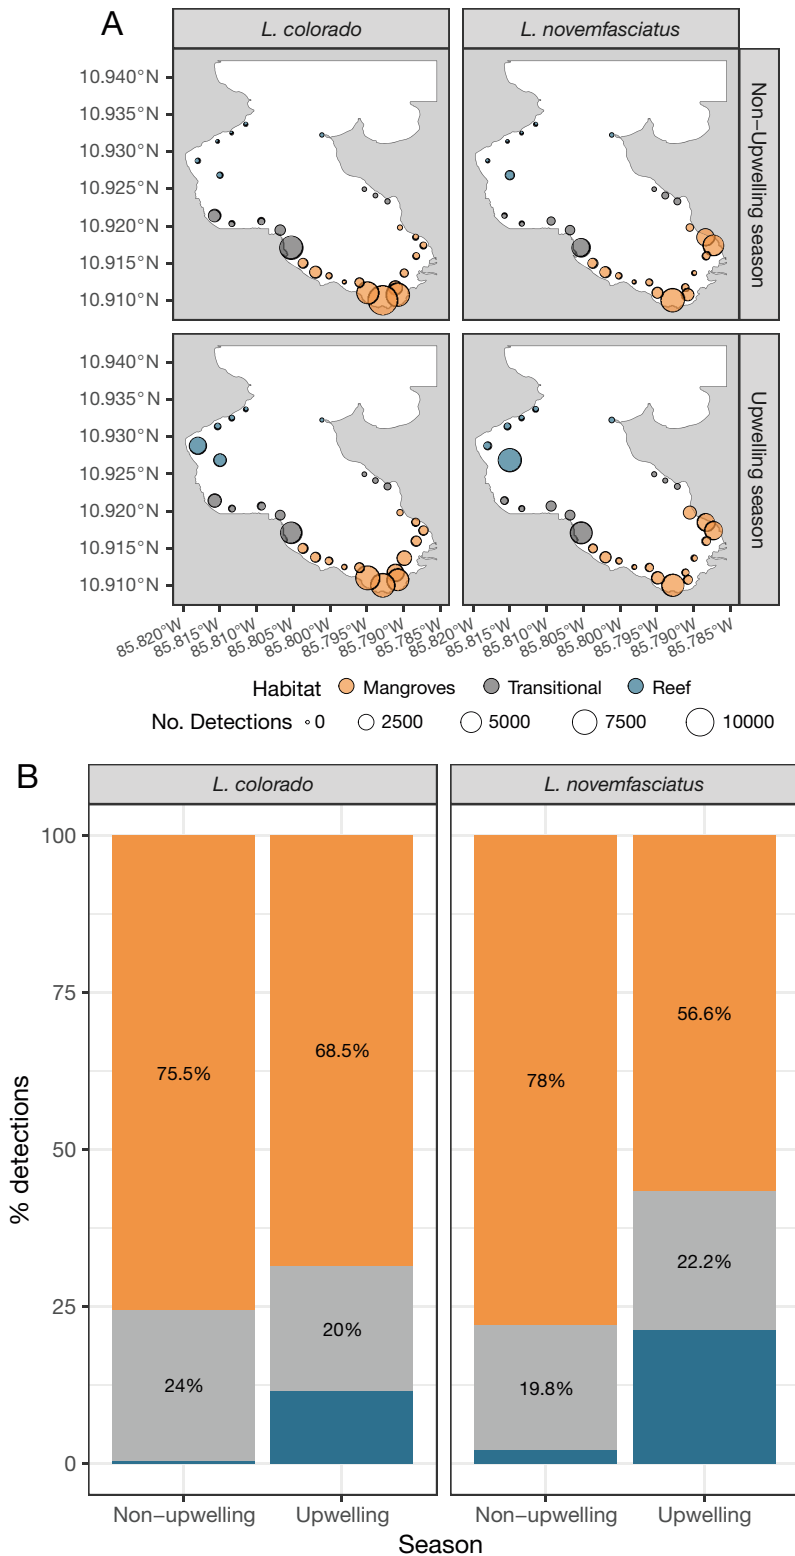 A
L. colorado
L. novemfasciatus
10.940°N
10.935°N
10.930°N
10.925°N
10.920°N
10.915°N
10.910°N
Non−Upwelling season
10.940°N
10.935°N
10.930°N
10.925°N
10.920°N
10.915°N
10.910°N
Upwelling season
85.820°W
85.815°W
85.810°W
85.805°W
85.800°W
85.795°W
85.790°W
85.785°W
85.820°W
85.815°W
85.810°W
85.805°W
85.800°W
85.795°W
85.790°W
85.785°W
Habitat Mangroves Transitional Reef
No. Detections 0 2500 5000 7500 10000
B
L. colorado
L. novemfasciatus
% detections
100
75
50
25
0
75.5%
24%
68.5%
20%
78%
19.8%
56.6%
22.2%
Non−upwelling Upwelling Non−upwelling Upwelling
Season